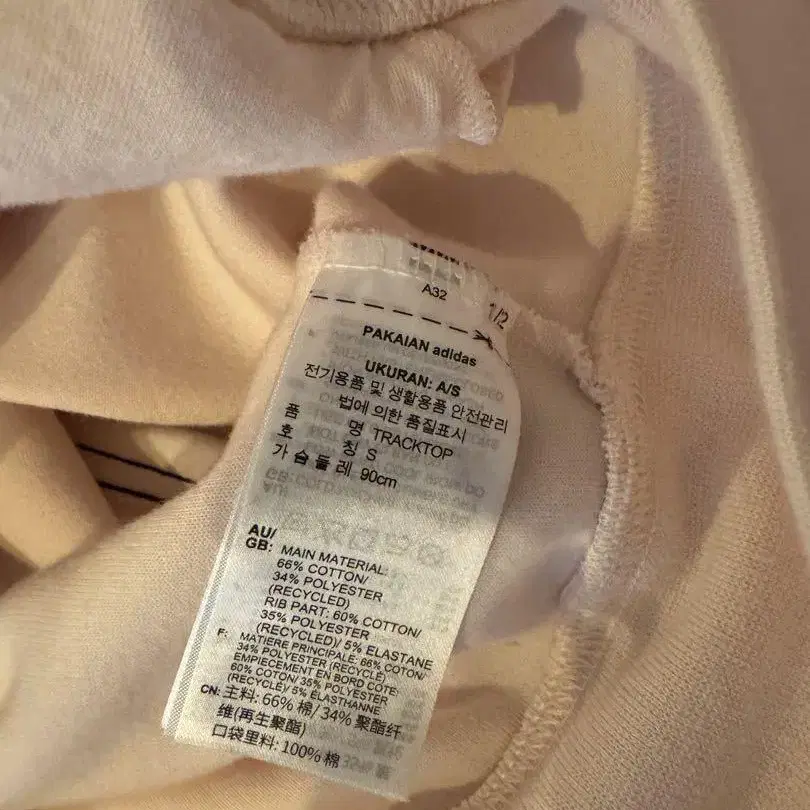 A32
1/2
PAKAIAN adidas
UKURAN: A/S
전기용품 및 생활용품 안전관리
법에 의한 품질표시
품 명 TRACKTOP
호 칭 S
가 슴 둘 레 90cm
AU/
GB: MAIN MATERIAL:
66% COTTON/
34% POLYESTER
(RECYCLED)
RIB PART: 60% COTTON/
35% POLYESTER
(RECYCLED)/ 5% ELASTANE
F: MATIÈRE PRINCIPALE: 66% COTON/
34% POLYESTER (RECYCLÉ)
EMPIECEMENT EN BORD COTE:
60% COTON/ 35% POLYESTER
(RECYCLÉ)/ 5% ÉLASTHANNE
CN: 主料: 66% 棉/ 34% 聚酯纤
维(再生聚酯)
口袋里料: 100% 棉